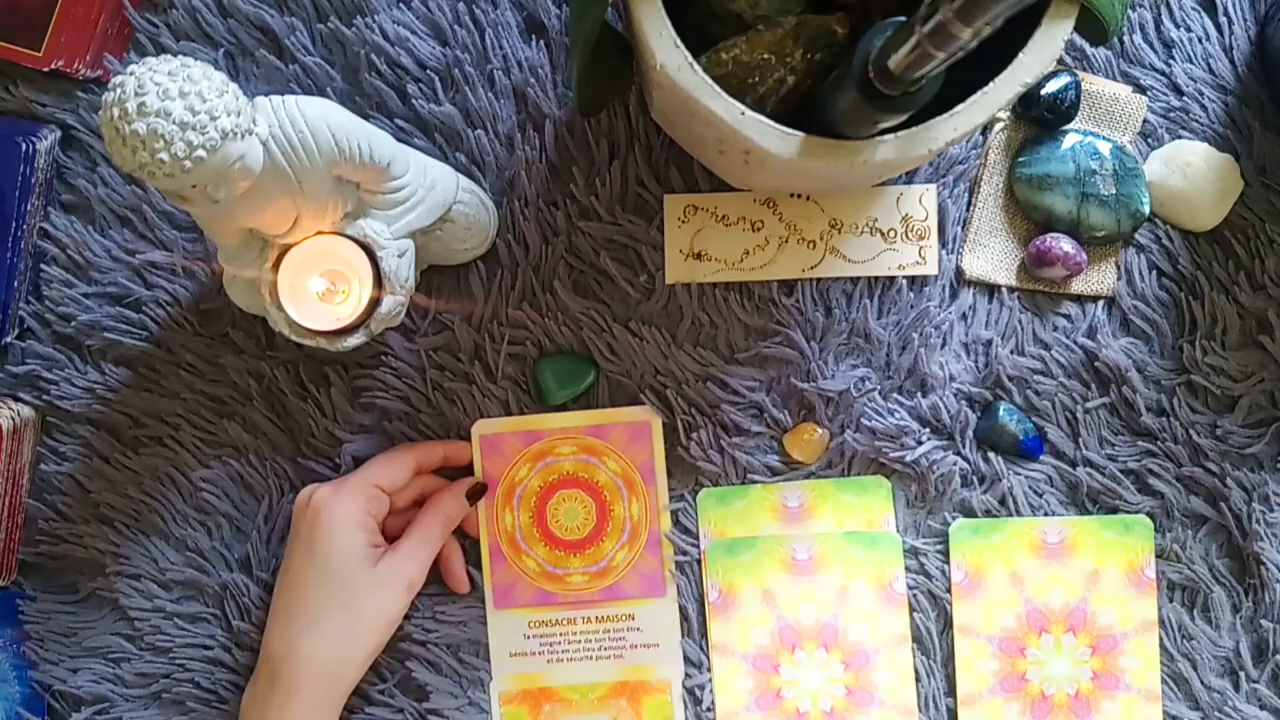 CONSACRE TA MAISON
Ta maison est le miroir de ton être,
soigne l'âme de ton foyer,
bénis-le et fais-en un lieu d'amour, de repos
et de sécurité pour toi.